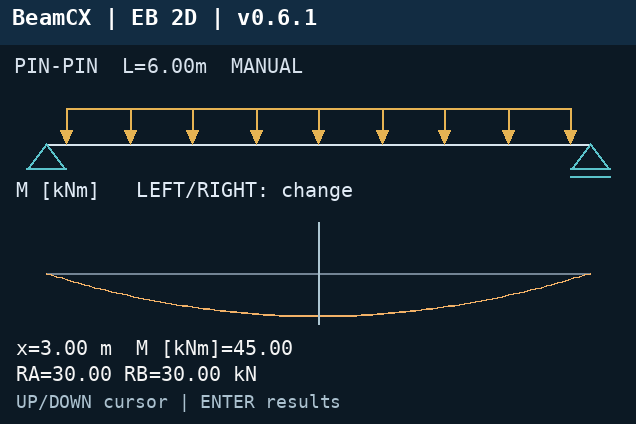 BeamCX | EB 2D | v0.6.1
PIN-PIN  L=6.00m  MANUAL
M [kNm]   LEFT/RIGHT: change
x=3.00 m  M [kNm]=45.00
RA=30.00 RB=30.00 kN
UP/DOWN cursor | ENTER results